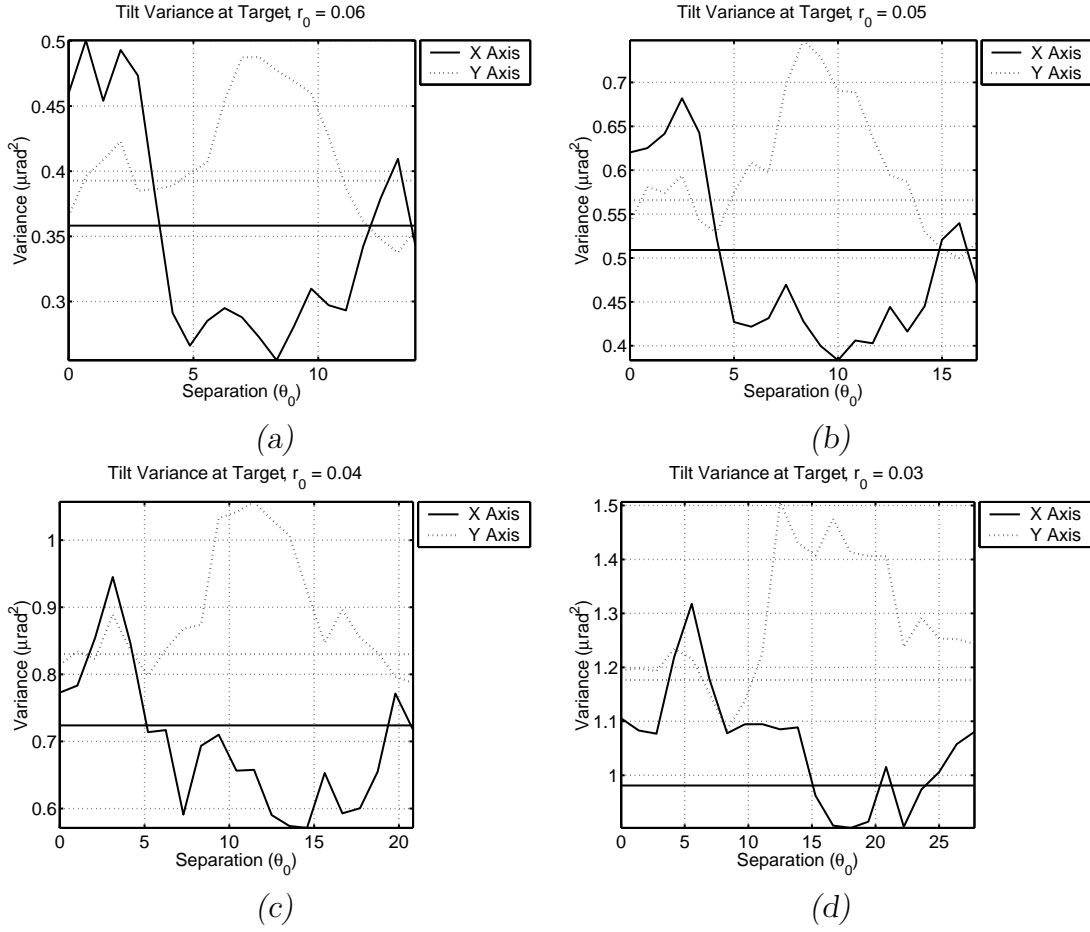 Tilt Variance at Target, r0 = 0.06
X Axis
Y Axis
0.5
0.45
0.4
0.35
0.3
Variance (μrad2)
0
5
10
Separation (θ0)
(a)
Tilt Variance at Target, r0 = 0.05
X Axis
Y Axis
0.7
0.65
0.6
0.55
0.5
0.45
0.4
Variance (μrad2)
0
5
10
15
Separation (θ0)
(b)
Tilt Variance at Target, r0 = 0.04
X Axis
Y Axis
1
0.9
0.8
0.7
0.6
Variance (μrad2)
0
5
10
15
20
Separation (θ0)
(c)
Tilt Variance at Target, r0 = 0.03
X Axis
Y Axis
1.5
1.4
1.3
1.2
1.1
1
Variance (μrad2)
0
5
10
15
20
25
Separation (θ0)
(d)